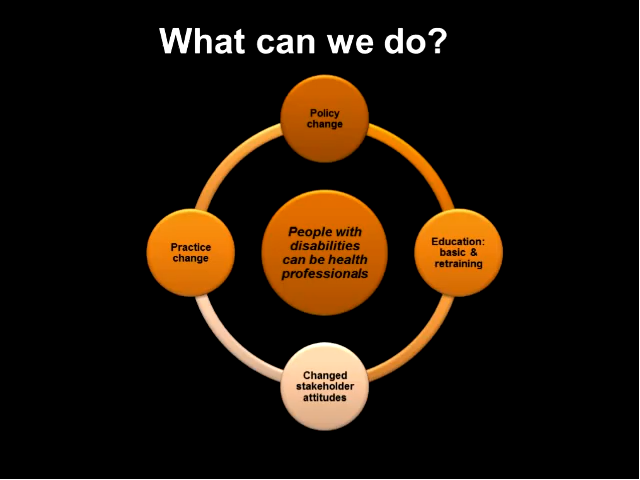 What can we do?
Policy
change
Practice
change
People with
disabilities
can be health
professionals
Education:
basic &
retraining
Changed
stakeholder
attitudes